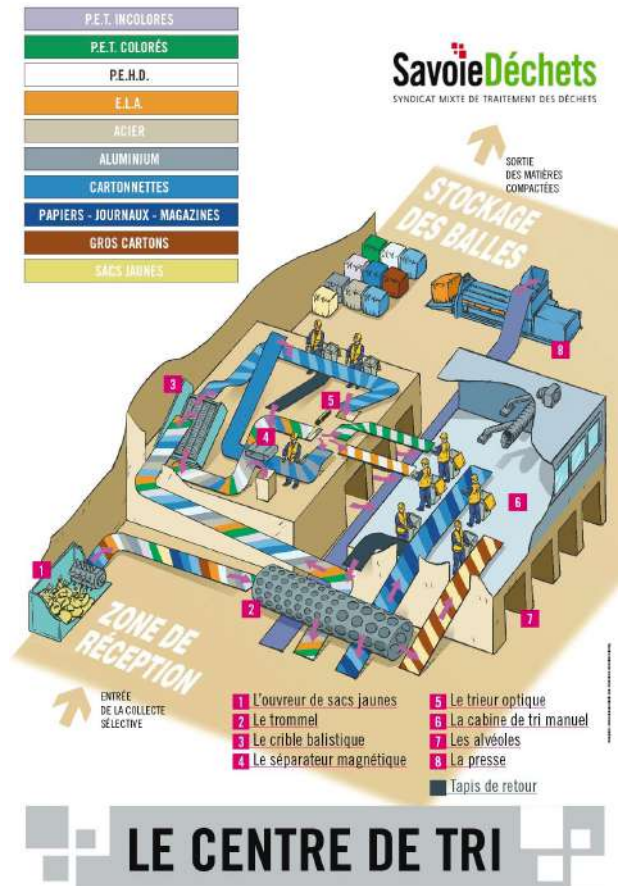 P.E.T. INCOLORES
P.E.T. COLORÉS
P.E.H.D.
E.L.A.
ACIER
ALUMINIUM
CARTONNETTES
PAPIERS - JOURNAUX - MAGAZINES
GROS CARTONS
SACS JAUNES
SavoieDéchets
SYNDICAT MIXTE DE TRAITEMENT DES DÉCHETS
SORTIE
DES MATIÈRES
COMPACTÉES
STOCKAGE
DES BALLES
8
3
5
4
6
1
2
7
ZONE DE
RÉCEPTION
ENTRÉE
DE LA COLLECTE
SÉLECTIVE
1 L'ouvreur de sacs jaunes
2 Le trommel
3 Le crible balistique
4 Le séparateur magnétique
5 Le trieur optique
6 La cabine de tri manuel
7 Les alvéoles
8 La presse
Tapis de retour
LE CENTRE DE TRI